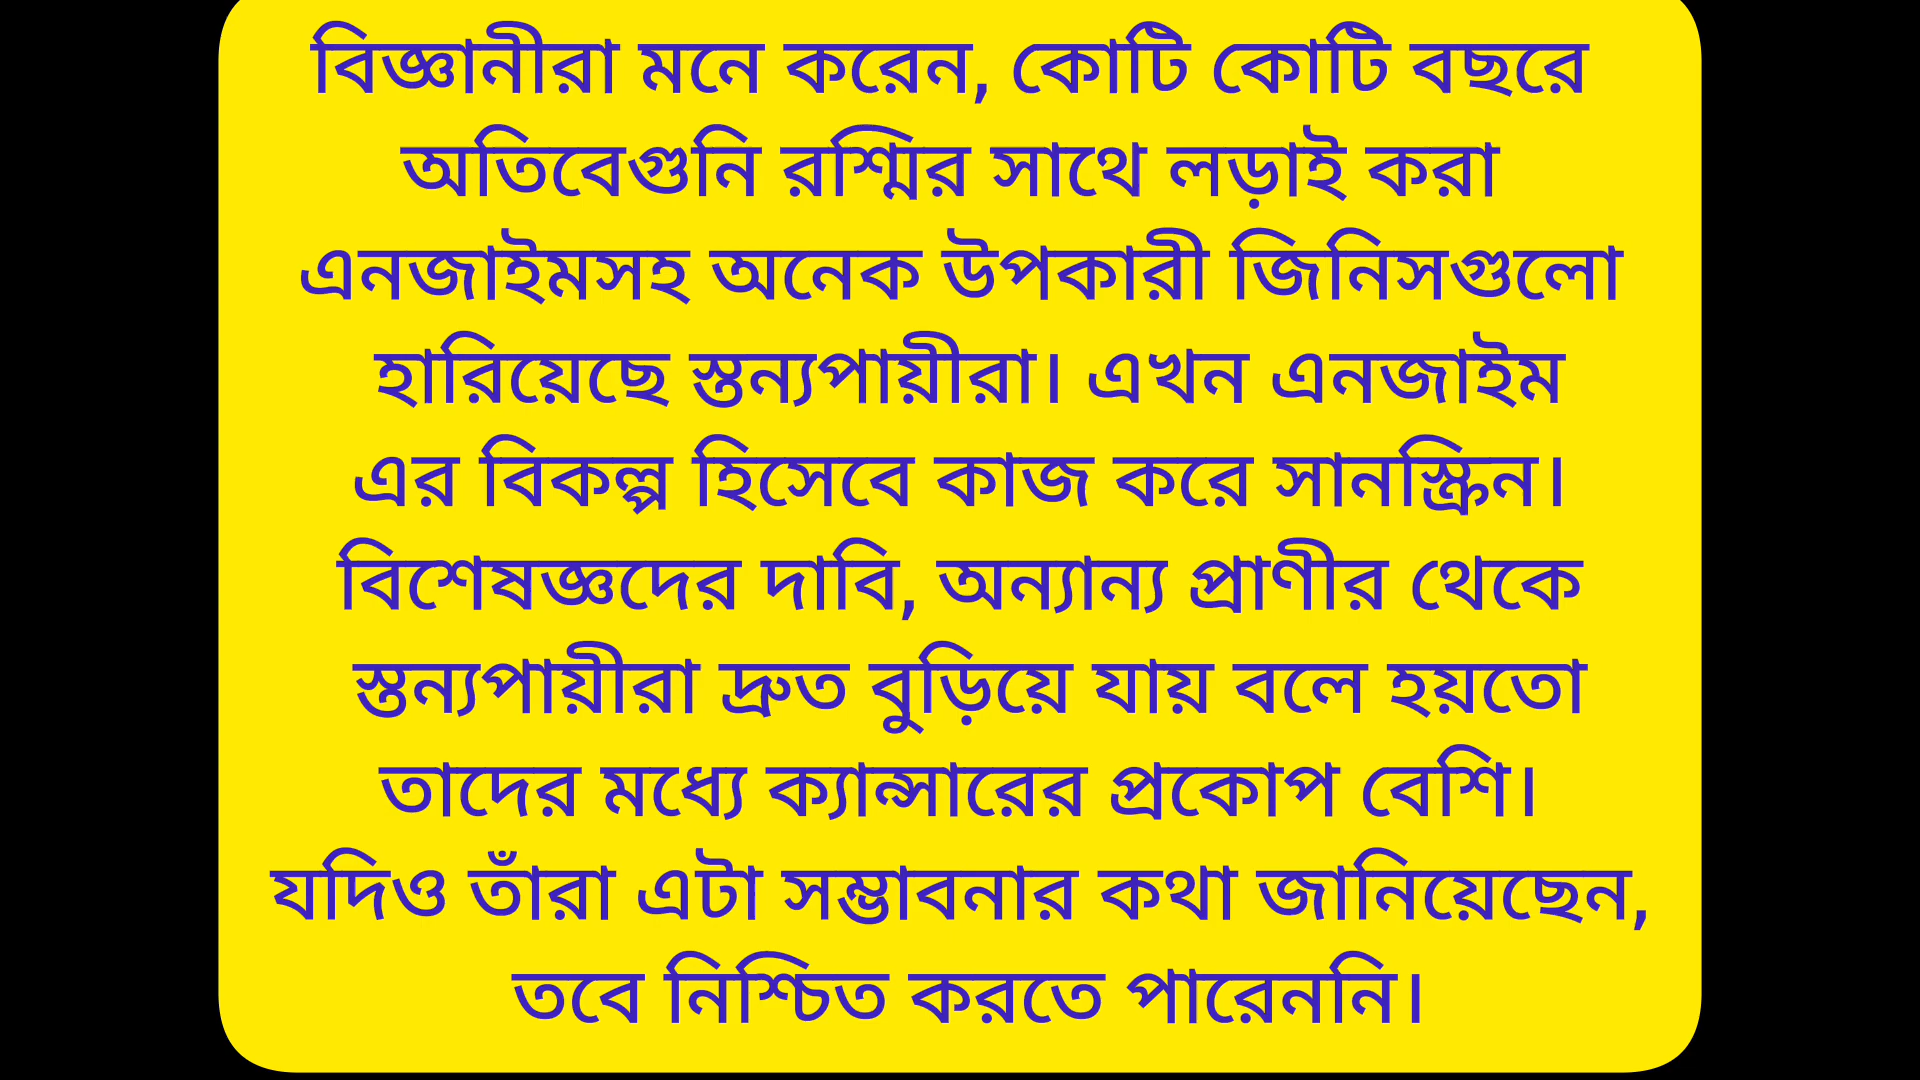 বিজ্ঞানীরা মনে করেন, কোটি কোটি বছরে
অতিবেগুনি রশ্মির সাথে লড়াই করা
এনজাইমসহ অনেক উপকারী জিনিসগুলো
হারিয়েছে স্তন্যপায়ীরা। এখন এনজাইম
এর বিকল্প হিসেবে কাজ করে সানস্ক্রিন।
বিশেষজ্ঞদের দাবি, অন্যান্য প্রাণীর থেকে
স্তন্যপায়ীরা দ্রুত বুড়িয়ে যায় বলে হয়তো
তাদের মধ্যে ক্যান্সারের প্রকোপ বেশি।
যদিও তাঁরা এটা সম্ভাবনার কথা জানিয়েছেন,
তবে নিশ্চিত করতে পারেননি।